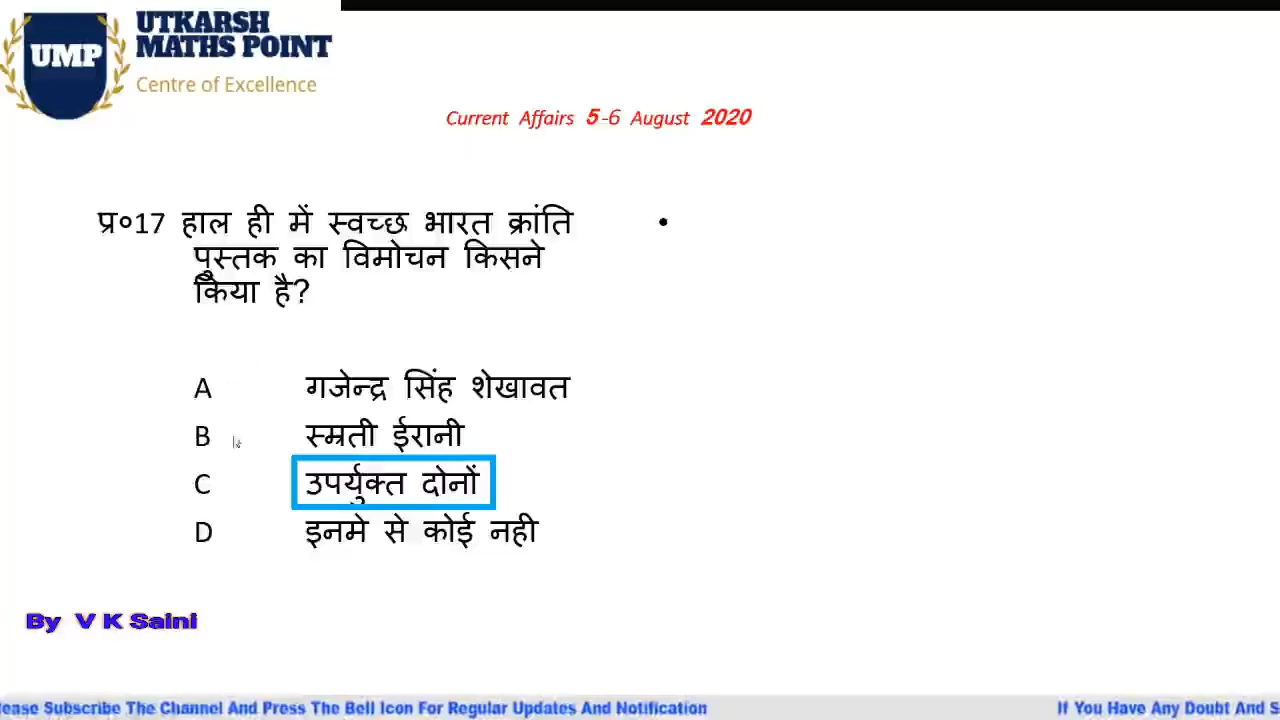 UTKARSH
MATHS POINT
UMP
Centre of Excellence
Current Affairs 5-6 August 2020
प्र०17 हाल ही में स्वच्छ भारत क्रांति
पुस्तक का विमोचन किसने
किया है?
A गजेन्द्र सिंह शेखावत
B स्म्रती ईरानी
C उपर्युक्त दोनों
D इनमे से कोई नही
By V K Saini
ease Subscribe The Channel And Press The Bell Icon For Regular Updates And Notification If You Have Any Doubt And S